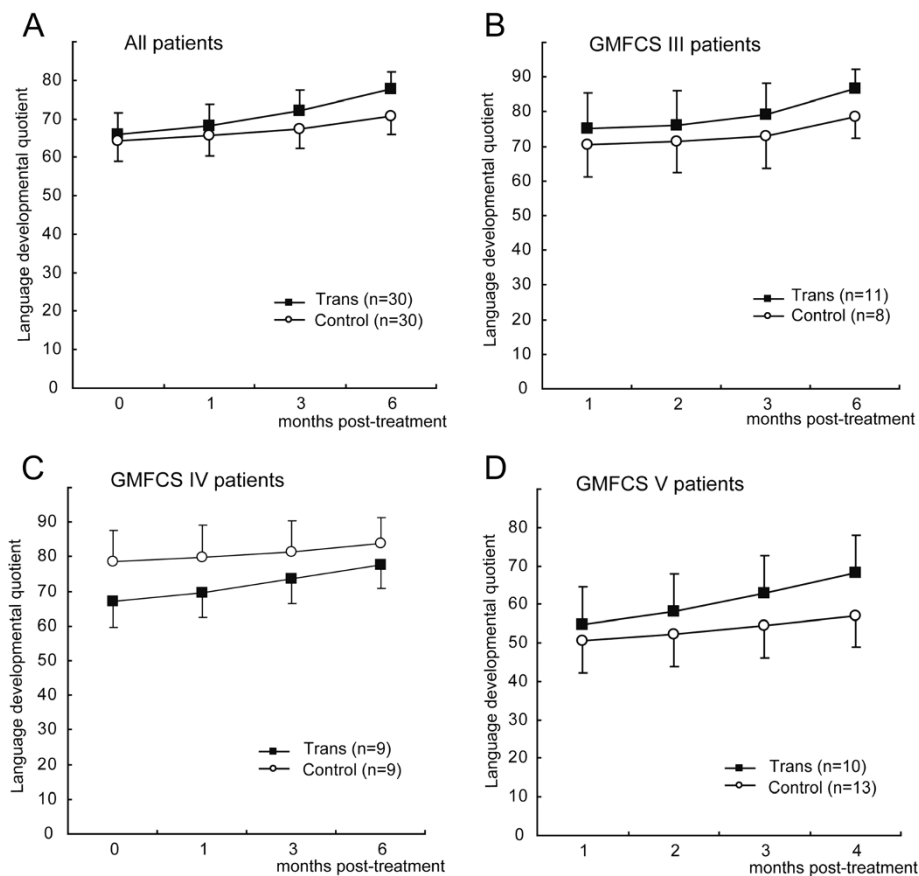 A
All patients
Language developmental quotient
80
70
60
50
40
30
20
10
0
Trans (n=30)
Control (n=30)
0 1 3 6
months post-treatment
B
GMFCS III patients
Language developmental quotient
90
80
70
60
50
40
30
20
10
0
Trans (n=11)
Control (n=8)
1 2 3 6
months post-treatment
C
GMFCS IV patients
Language developmental quotient
90
80
70
60
50
40
30
20
10
0
Trans (n=9)
Control (n=9)
0 1 3 6
months post-treatment
D
GMFCS V patients
Language developmental quotient
80
70
60
50
40
30
20
10
0
Trans (n=10)
Control (n=13)
1 2 3 4
months post-treatment